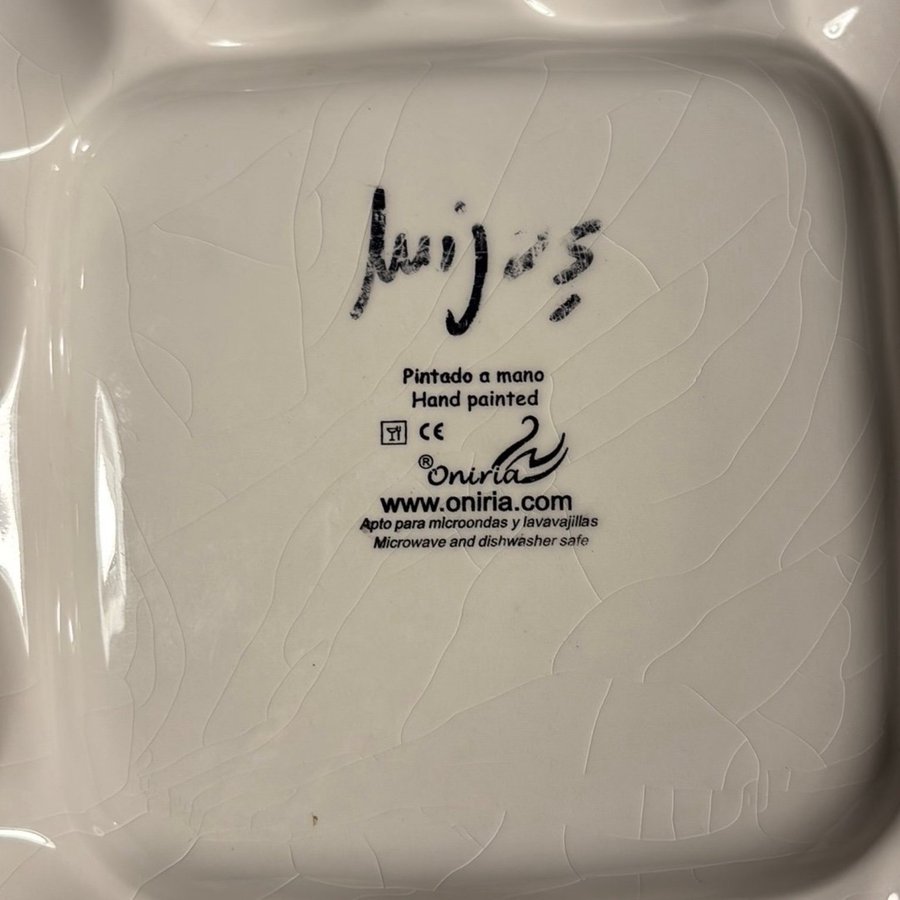 Mijas
Pintado a mano
Hand painted
CE
®Oniria
www.oniria.com
Apto para microondas y lavavajillas
Microwave and dishwasher safe